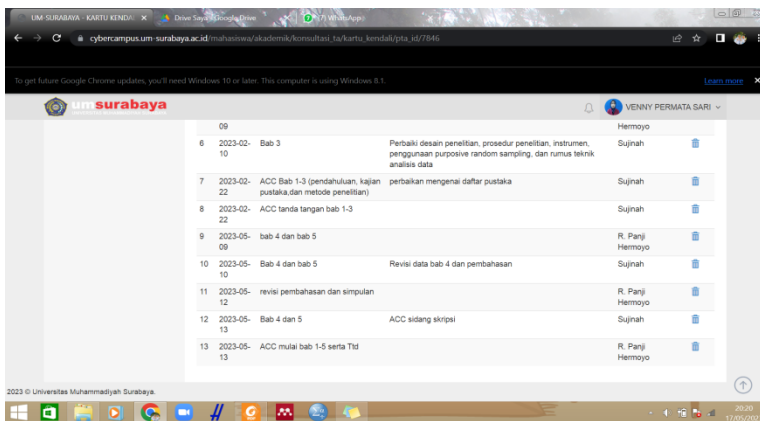 UM-SURABAYA - KARTU KENDAL
Drive Saya - Google Drive
(7) WhatsApp
cybercampus.um-surabaya.ac.id/mahasiswa/akademik/konsultasi_ta/kartu_kendali/pta_id/7846
To get future Google Chrome updates, you'll need Windows 10 or later. This computer is using Windows 8.1.
Learn more
umsurabaya
VENNY PERMATA SARI
09 Hermoyo
6 2023-02- Bab 3 Perbaiki desain penelitian, prosedur penelitian, instrumen, Sujinah
10 penggunaan purposive random sampling, dan rumus teknik
analisis data
7 2023-02- ACC Bab 1-3 (pendahuluan, kajian perbaikan mengenai daftar pustaka Sujinah
22 pustaka,dan metode penelitian)
8 2023-02- ACC tanda tangan bab 1-3 Sujinah
22
9 2023-05- bab 4 dan bab 5 R. Panji
09 Hermoyo
10 2023-05- Bab 4 dan bab 5 Revisi data bab 4 dan pembahasan Sujinah
10
11 2023-05- revisi pembahasan dan simpulan R. Panji
12 Hermoyo
12 2023-05- Bab 4 dan 5 ACC sidang skripsi Sujinah
13
13 2023-05- ACC mulai bab 1-5 serta Ttd R. Panji
13 Hermoyo
2023 © Universitas Muhammadiyah Surabaya.
20:20
17/05/202